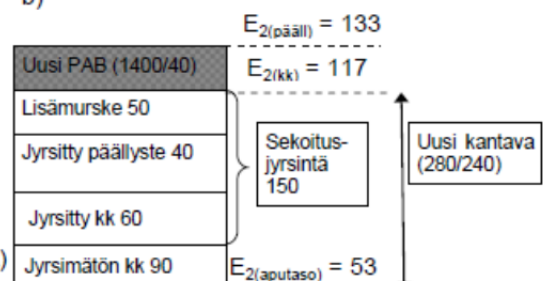 b)
E2(pääll) = 133
Uusi PAB (1400/40)
E2(kk) = 117
Lisämurske 50
Jyrsitty päällyste 40
Sekoitus-
jyrsintä
150
Uusi kantava
(280/240)
Jyrsitty kk 60
)
Jyrsimätön kk 90
E2(aputaso) = 53